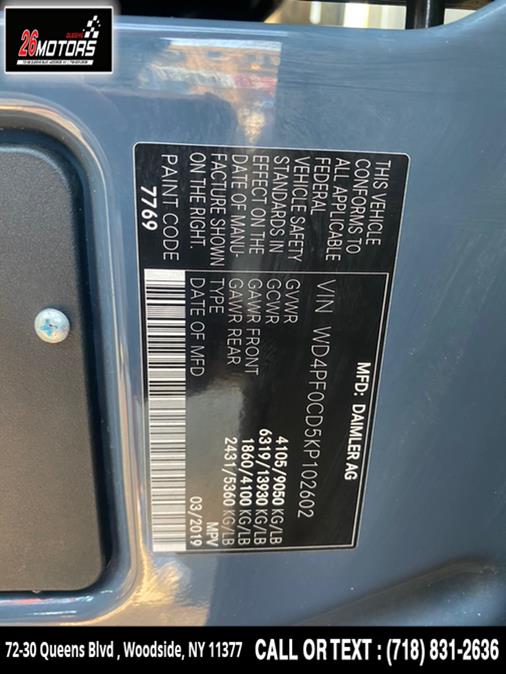 QUEENS
26 MOTORS
THIS VEHICLE
CONFORMS TO
ALL APPLICABLE
FEDERAL
VEHICLE SAFETY
STANDARDS IN
EFFECT ON THE
DATE OF MANU-
FACTURE SHOWN
ON THE RIGHT.
PAINT CODE
7769
MFD: DAIMLER AG
VIN WD4PF0CD5KP102602
GVWR 4105/9050 KG/LB
GCWR 6319/13930 KG/LB
GAWR FRONT 1860/4100 KG/LB
GAWR REAR 2431/5360 KG/LB
TYPE MPV
DATE OF MFD 03/2019
72-30 Queens Blvd , Woodside, NY 11377 CALL OR TEXT : (718) 831-2636